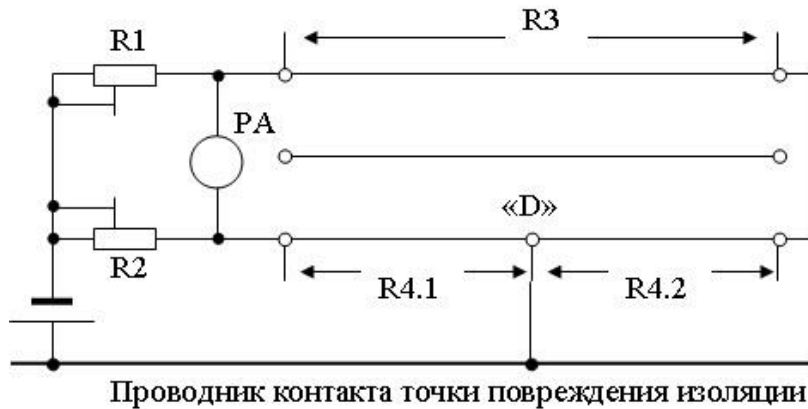 R1
R3
PA
«D»
R2
R4.1
R4.2
Проводник контакта точки повреждения изоляции